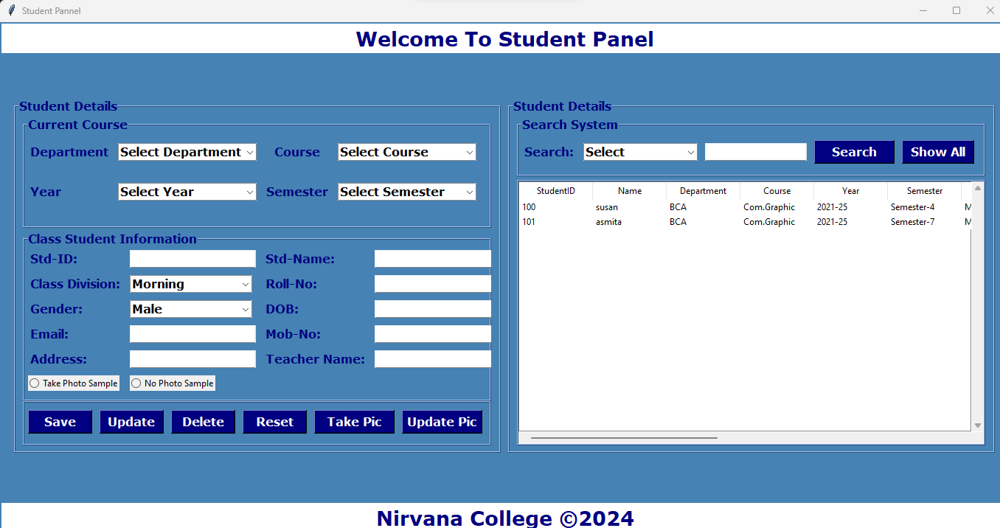 Student Pannel
Welcome To Student Panel
Student Details
Current Course
Department Select Department Course Select Course
Year Select Year Semester Select Semester
Class Student Information
Std-ID: Std-Name:
Class Division: Morning Roll-No:
Gender: Male DOB:
Email: Mob-No:
Address: Teacher Name:
Take Photo Sample No Photo Sample
Save Update Delete Reset Take Pic Update Pic
Student Details
Search System
Search: Select Search Show All
StudentID Name Department Course Year Semester
100 susan BCA Com.Graphic 2021-25 Semester-4
101 asmita BCA Com.Graphic 2021-25 Semester-7
Nirvana College ©2024